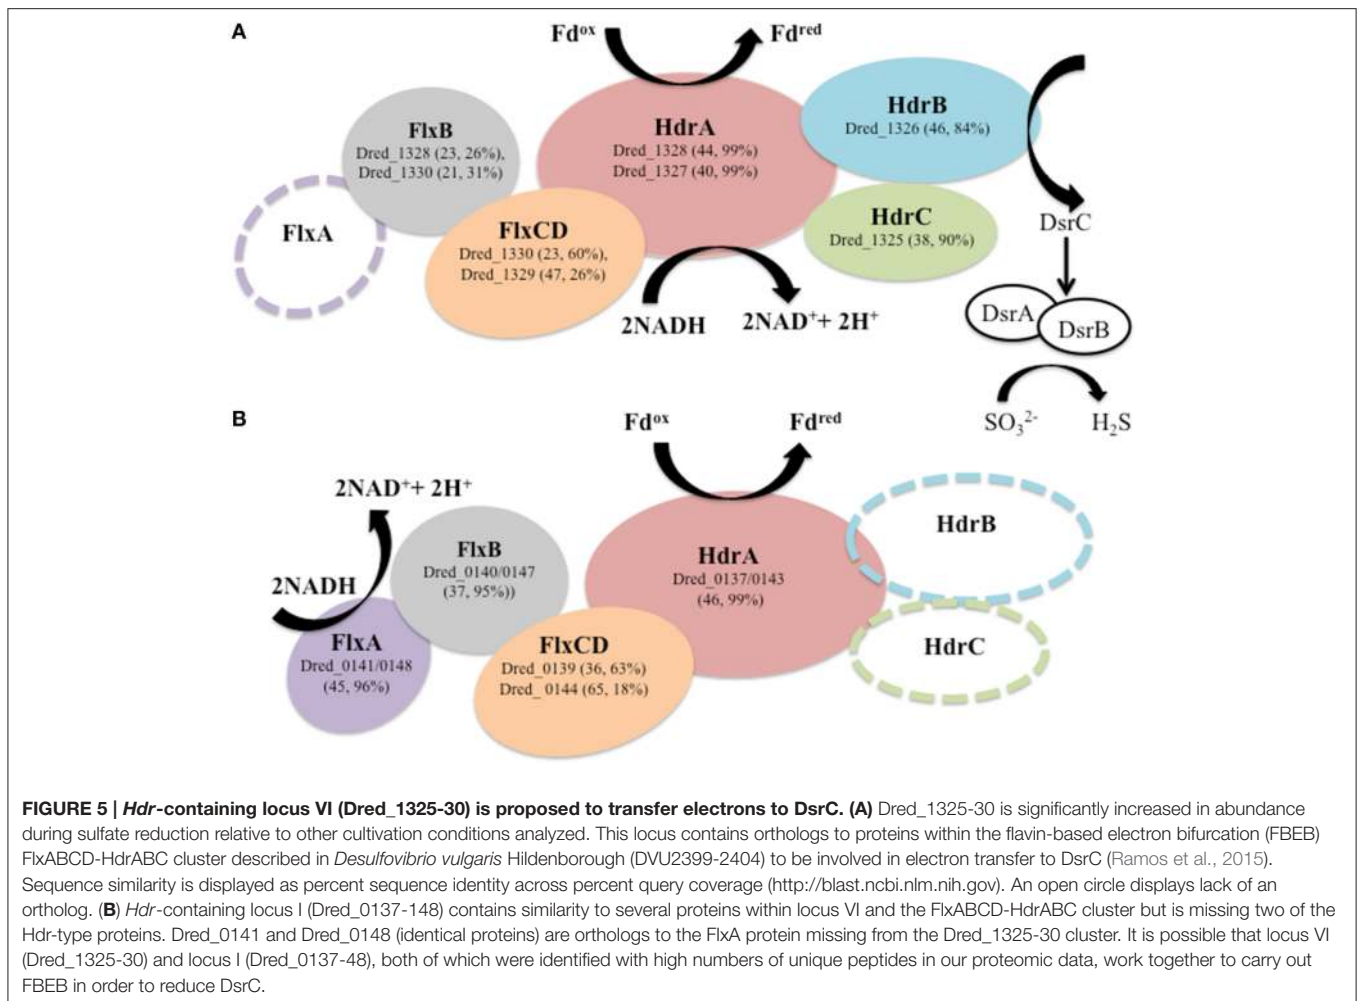 A
Fdox
Fdred
FlxB
Dred_1328 (23, 26%),
Dred_1330 (21, 31%)
HdrA
Dred_1328 (44, 99%)
Dred_1327 (40, 99%)
HdrB
Dred_1326 (46, 84%)
FlxA
FlxCD
Dred_1330 (23, 60%),
Dred_1329 (47, 26%)
HdrC
Dred_1325 (38, 90%)
DsrC
2NADH
2NAD⁺+ 2H⁺
DsrA
DsrB
SO₃²⁻
H₂S
B
Fdox
Fdred
2NAD⁺+ 2H⁺
2NADH
FlxB
Dred_0140/0147
(37, 95%))
HdrA
Dred_0137/0143
(46, 99%)
HdrB
FlxA
Dred_0141/0148
(45, 96%)
FlxCD
Dred_0139 (36, 63%)
Dred_ 0144 (65, 18%)
HdrC
FIGURE 5 | Hdr-containing locus VI (Dred_1325-30) is proposed to transfer electrons to DsrC. (A) Dred_1325-30 is significantly increased in abundance
during sulfate reduction relative to other cultivation conditions analyzed. This locus contains orthologs to proteins within the flavin-based electron bifurcation (FBEB)
FlxABCD-HdrABC cluster described in Desulfovibrio vulgaris Hildenborough (DVU2399-2404) to be involved in electron transfer to DsrC (Ramos et al., 2015).
Sequence similarity is displayed as percent sequence identity across percent query coverage (http://blast.ncbi.nlm.nih.gov). An open circle displays lack of an
ortholog. (B) Hdr-containing locus I (Dred_0137-148) contains similarity to several proteins within locus VI and the FlxABCD-HdrABC cluster but is missing two of the
Hdr-type proteins. Dred_0141 and Dred_0148 (identical proteins) are orthologs to the FlxA protein missing from the Dred_1325-30 cluster. It is possible that locus VI
(Dred_1325-30) and locus I (Dred_0137-48), both of which were identified with high numbers of unique peptides in our proteomic data, work together to carry out
FBEB in order to reduce DsrC.